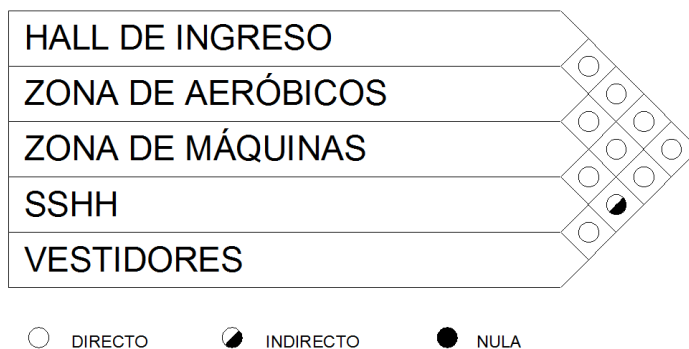 HALL DE INGRESO
ZONA DE AERÓBICOS
ZONA DE MÁQUINAS
SSHH
VESTIDORES
DIRECTO INDIRECTO NULA